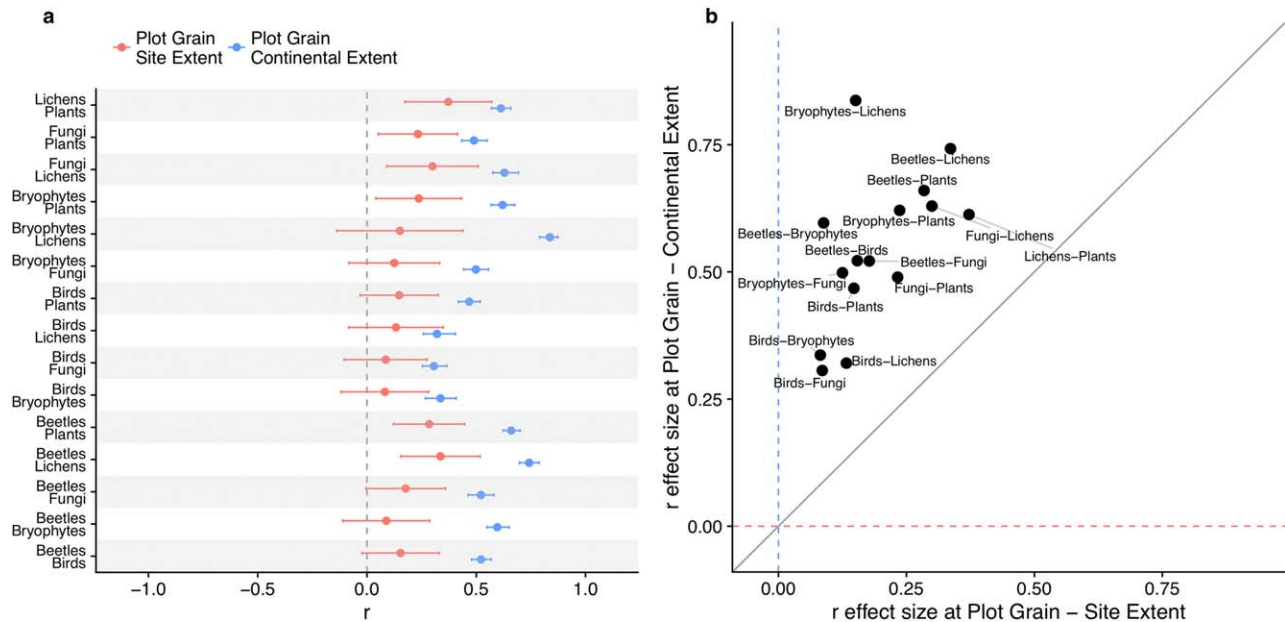 a
Plot Grain
Site Extent
Plot Grain
Continental Extent
Lichens
Plants
Fungi
Plants
Fungi
Lichens
Bryophytes
Plants
Bryophytes
Lichens
Bryophytes
Fungi
Birds
Plants
Birds
Lichens
Birds
Fungi
Birds
Bryophytes
Beetles
Plants
Beetles
Lichens
Beetles
Fungi
Beetles
Bryophytes
Beetles
Birds
−1.0 −0.5 0.0 0.5 1.0
r
b
r effect size at Plot Grain − Continental Extent
0.75
0.50
0.25
0.00
Bryophytes−Lichens
Beetles−Lichens
Beetles−Plants
Bryophytes−Plants
Fungi−Lichens
Beetles−Bryophytes
Lichens−Plants
Beetles−Birds
Beetles−Fungi
Bryophytes−Fungi
Fungi−Plants
Birds−Plants
Birds−Bryophytes
Birds−Lichens
Birds−Fungi
0.00 0.25 0.50 0.75
r effect size at Plot Grain − Site Extent